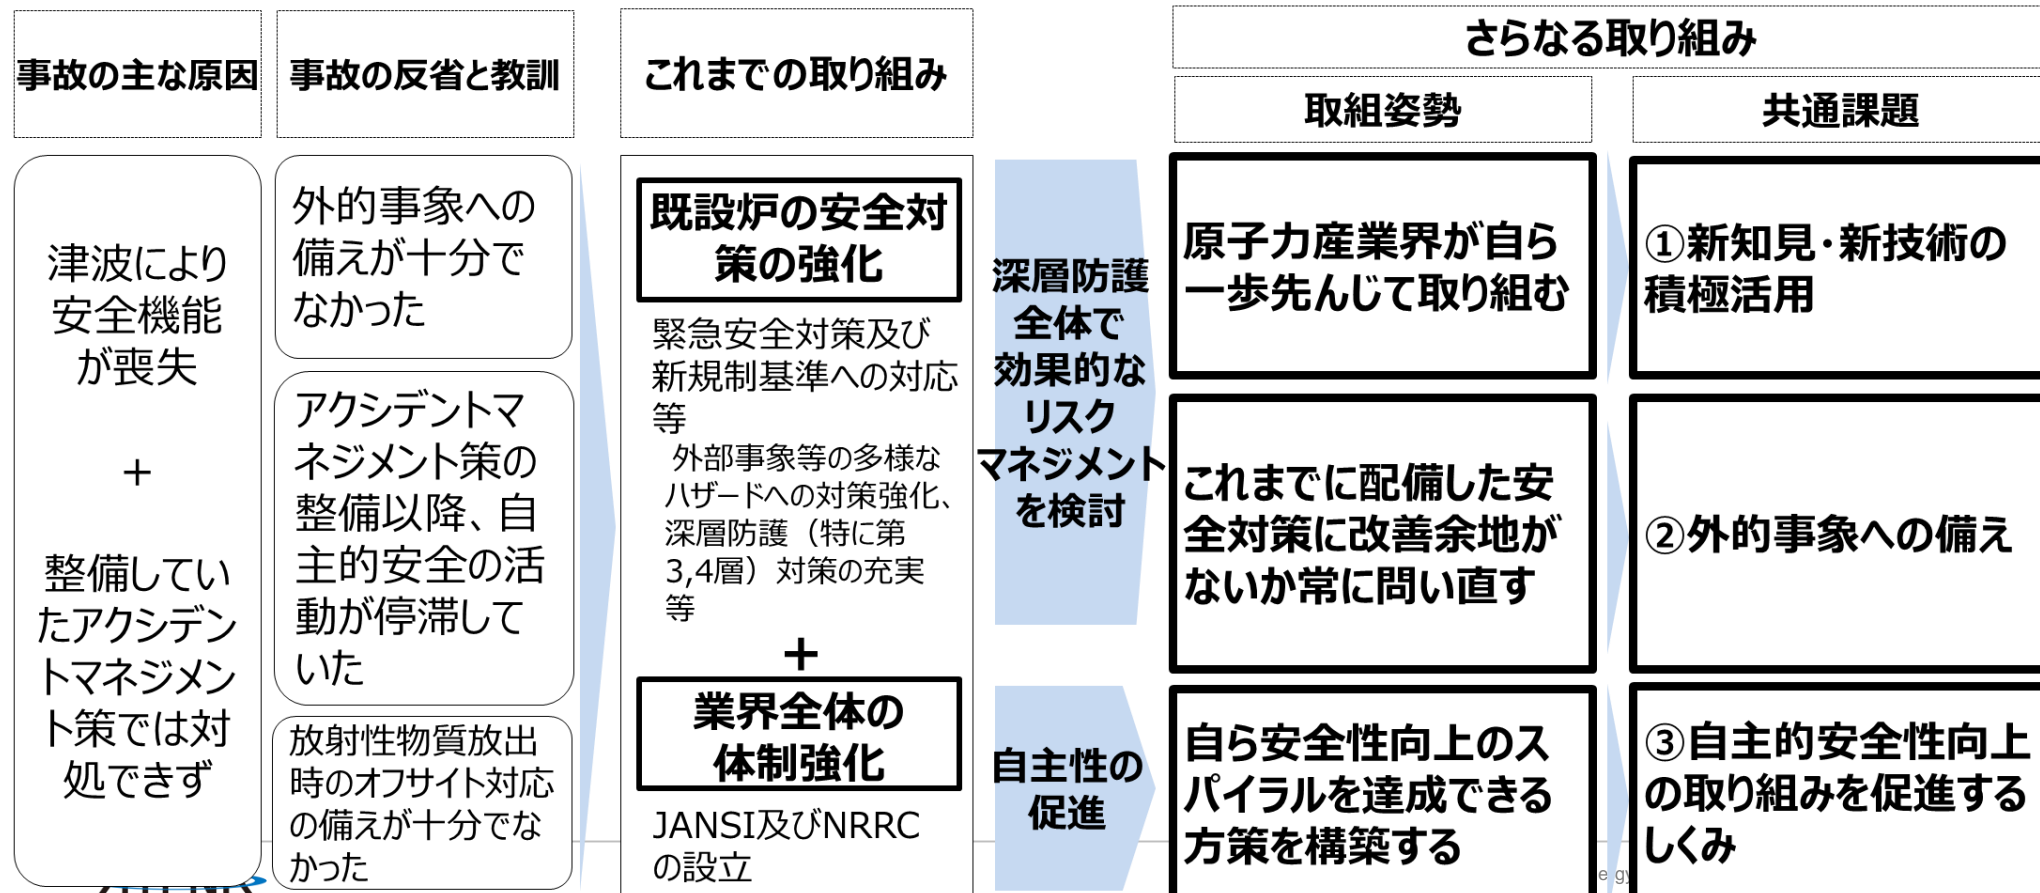 事故の主な原因
事故の反省と教訓
これまでの取り組み
さらなる取り組み
取組姿勢
共通課題
津波により
安全機能
が喪失
+
整備してい
たアクシデン
トマネジメン
ト策では対
処できず
外的事象への
備えが十分で
なかった
アクシデントマ
ネジメント策の
整備以降、自
主的安全の活
動が停滞して
いた
放射性物質放出
時のオフサイト対応
の備えが十分でな
かった
既設炉の安全対
策の強化
緊急安全対策及び
新規制基準への対応
等
外部事象等の多様な
ハザードへの対策強化、
深層防護（特に第
3,4層）対策の充実
等
+
業界全体の
体制強化
JANSI及びNRRC
の設立
深層防護
全体で
効果的な
リスク
マネジメント
を検討
自主性の
促進
原子力産業界が自ら
一歩先んじて取り組む
これまでに配備した安
全対策に改善余地が
ないか常に問い直す
自ら安全性向上のス
パイラルを達成できる
方策を構築する
①新知見・新技術の
積極活用
②外的事象への備え
③自主的安全性向上
の取り組みを促進する
しくみ